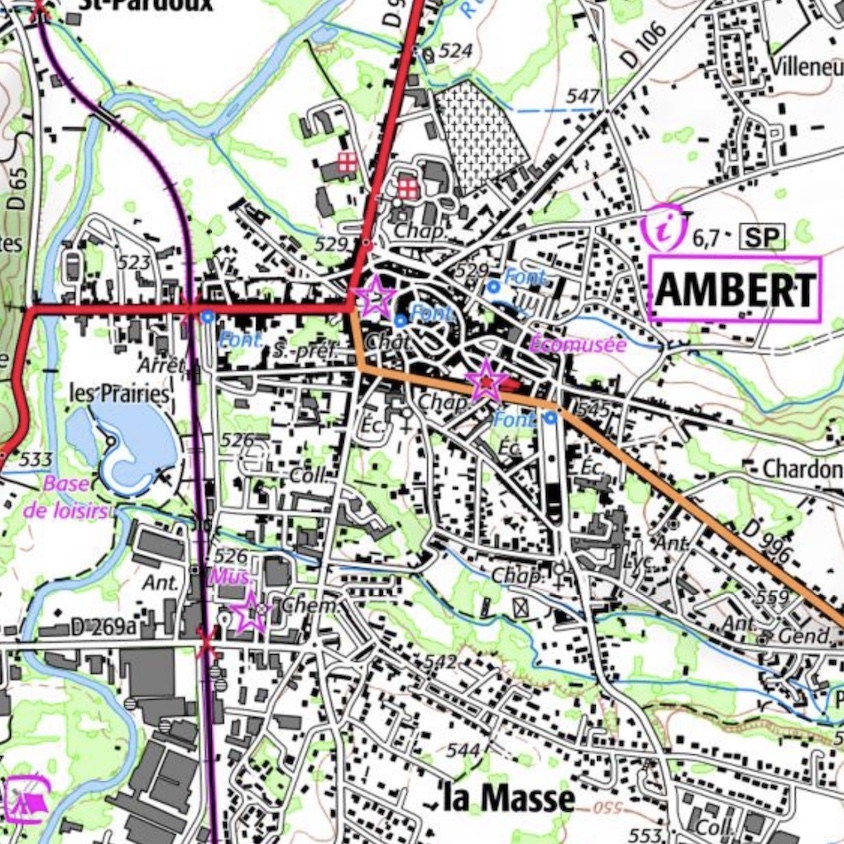 St-Pardoux
D 9
524
D 106
547
Villeneu
D 65
Chap.
529
6,7
SP
tes
523
529
Font.
AMBERT
Font.
Font.
S.-préf.
Chât.
Écomusée
Arrêt
les Prairies
Chap.
545
Font.
Éc.
533
526
Éc.
Éc.
Chardon
Base
de loisirs
Coll.
D 996
Ant.
526
Lyc.
Ant.
Mus.
Chap.
559
Chem.
D 269a
Ant.
Gend.
542
P
5
544
la Masse
550
553
Coll.